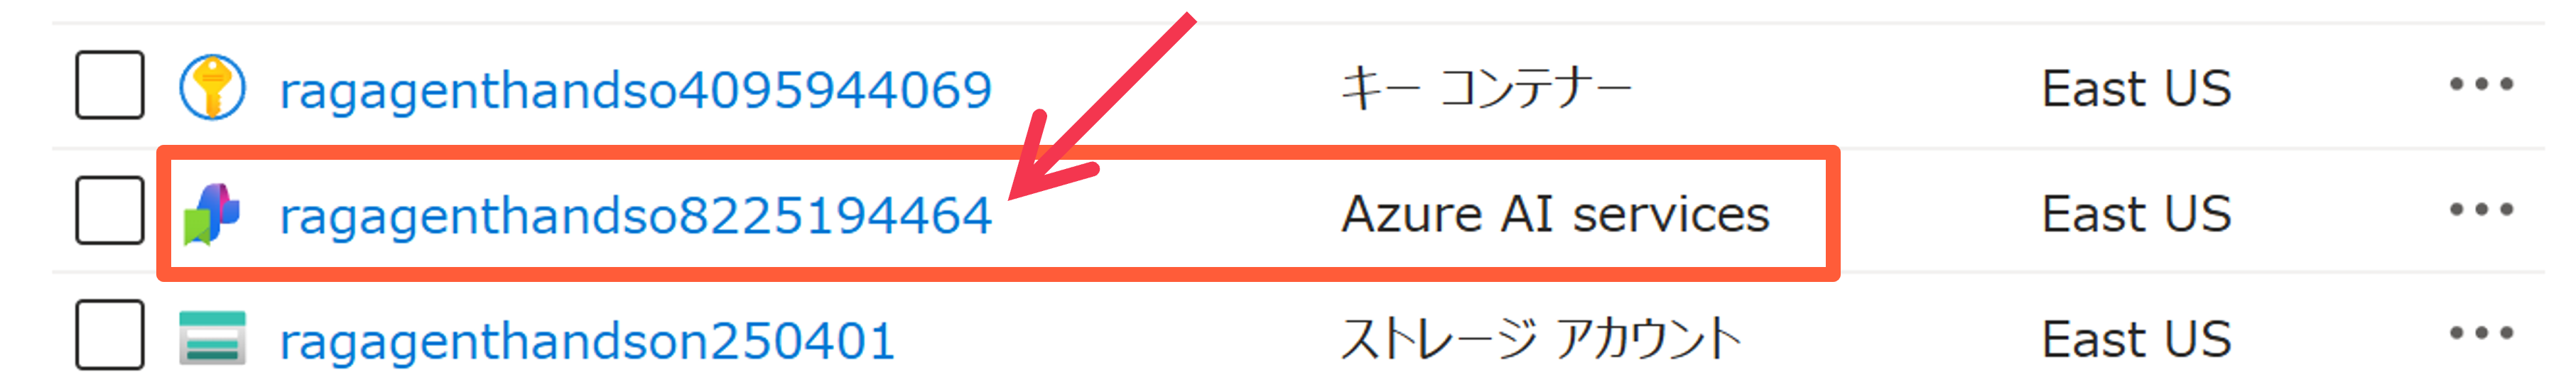 ragagenthandso4095944069 キー コンテナー East US ...
ragagenthandso8225194464 Azure AI services East US ...
ragagenthandson250401 ストレージ アカウント East US ...